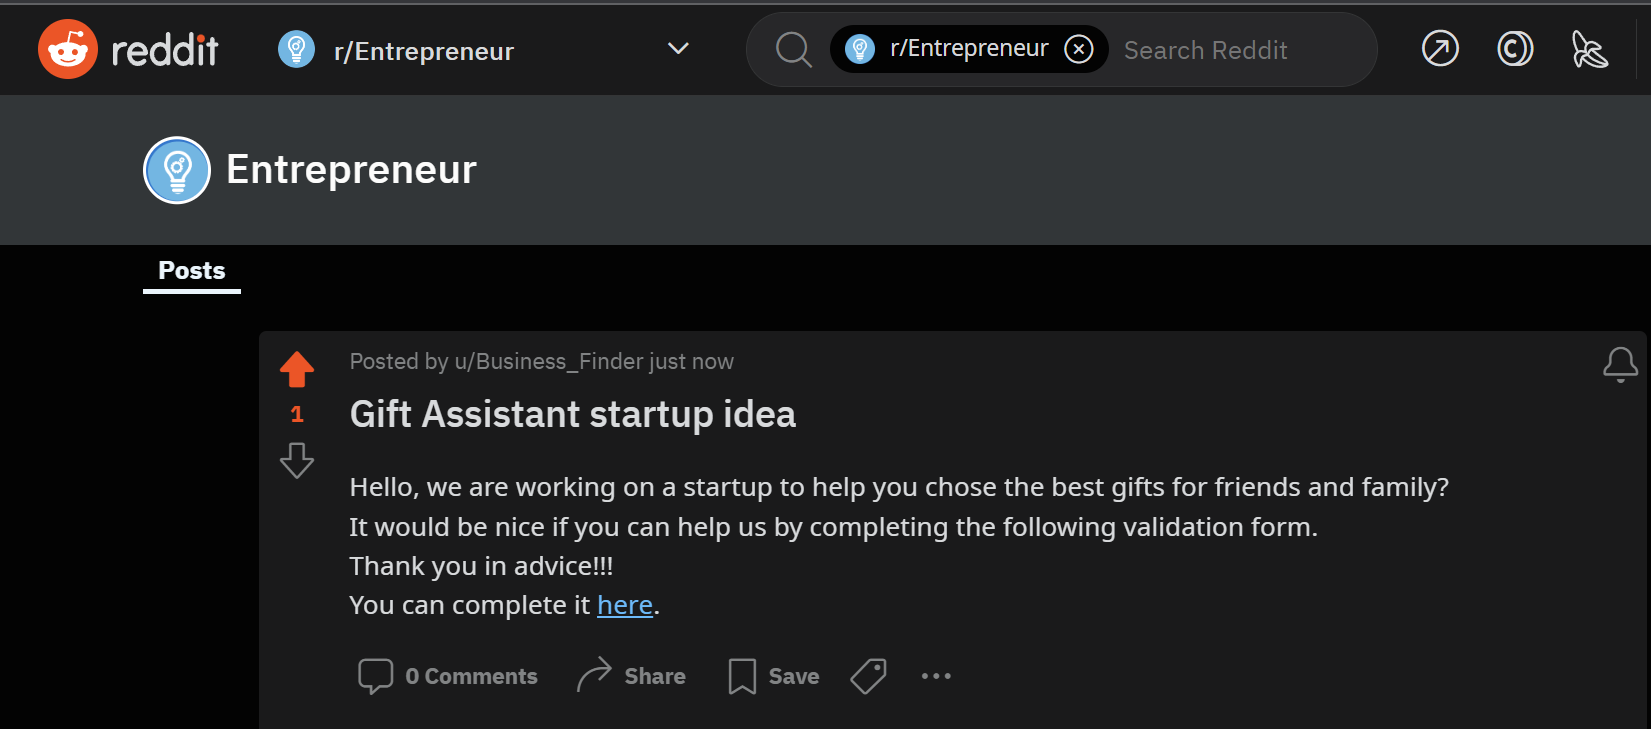 reddit
r/Entrepreneur
r/Entrepreneur
Search Reddit
Entrepreneur
Posts
Posted by u/Business_Finder just now
1
Gift Assistant startup idea
Hello, we are working on a startup to help you chose the best gifts for friends and family?
It would be nice if you can help us by completing the following validation form.
Thank you in advice!!!
You can complete it here.
0 Comments
Share
Save